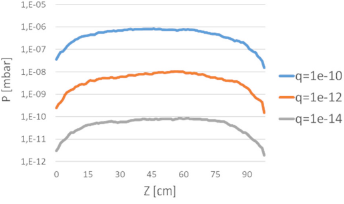 1,E-05
1,E-06
1,E-07
1,E-08
1,E-09
1,E-10
1,E-11
1,E-12
P [mbar]
0 15 30 45 60 75 90
Z [cm]
q=1e-10
q=1e-12
q=1e-14